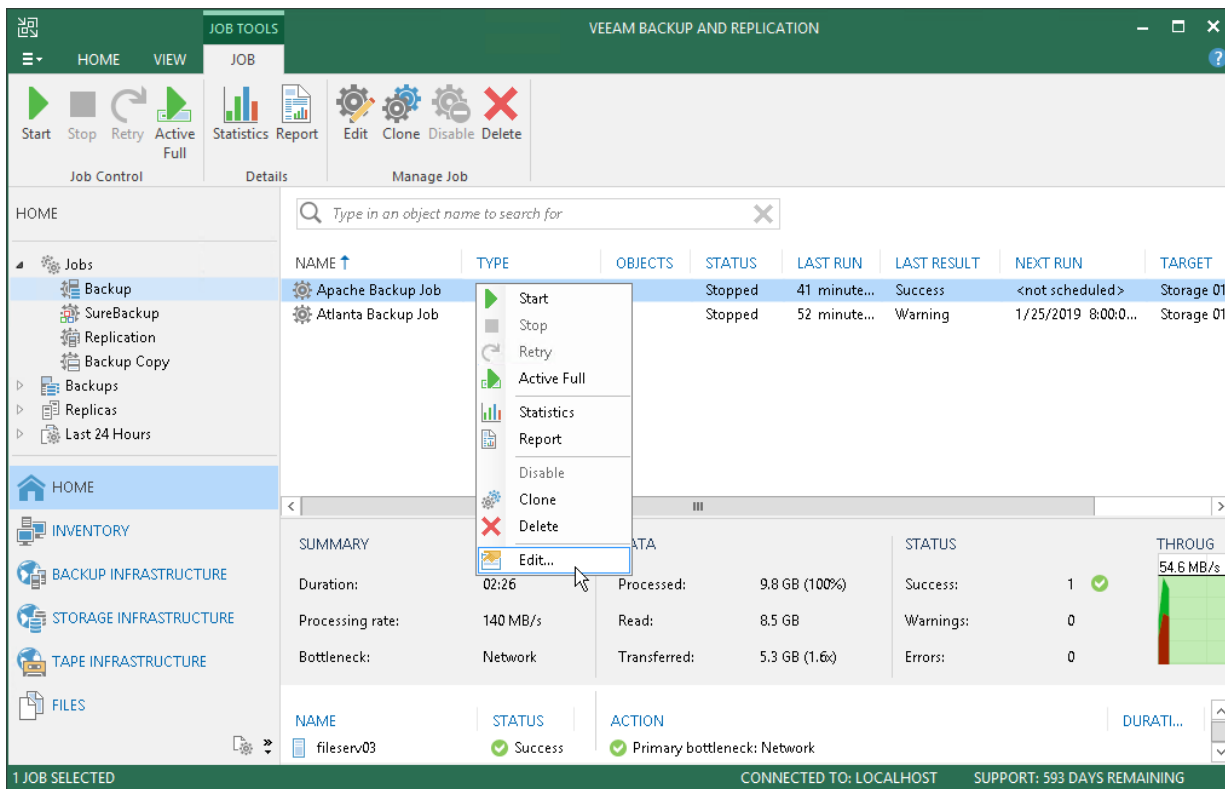 JOB TOOLS VEEAM BACKUP AND REPLICATION
HOME VIEW JOB
Start Stop Retry Active Full Statistics Report Edit Clone Disable Delete
Job Control Details Manage Job
HOME
Type in an object name to search for
Jobs
Backup
SureBackup
Replication
Backup Copy
Backups
Replicas
Last 24 Hours
HOME
INVENTORY
BACKUP INFRASTRUCTURE
STORAGE INFRASTRUCTURE
TAPE INFRASTRUCTURE
FILES
NAME TYPE OBJECTS STATUS LAST RUN LAST RESULT NEXT RUN TARGET
Apache Backup Job Stopped 41 minute... Success <not scheduled> Storage 01
Atlanta Backup Job Stopped 52 minute... Warning 1/25/2019 8:00:0... Storage 01
Start
Stop
Retry
Active Full
Statistics
Report
Disable
Clone
Delete
Edit...
SUMMARY ATA STATUS THROUG
Duration: 02:26 Processed: 9.8 GB (100%) Success: 1 54.6 MB/s
Processing rate: 140 MB/s Read: 8.5 GB Warnings: 0
Bottleneck: Network Transferred: 5.3 GB (1.6x) Errors: 0
NAME STATUS ACTION DURATI...
fileserv03 Success Primary bottleneck: Network
1 JOB SELECTED CONNECTED TO: LOCALHOST SUPPORT: 593 DAYS REMAINING